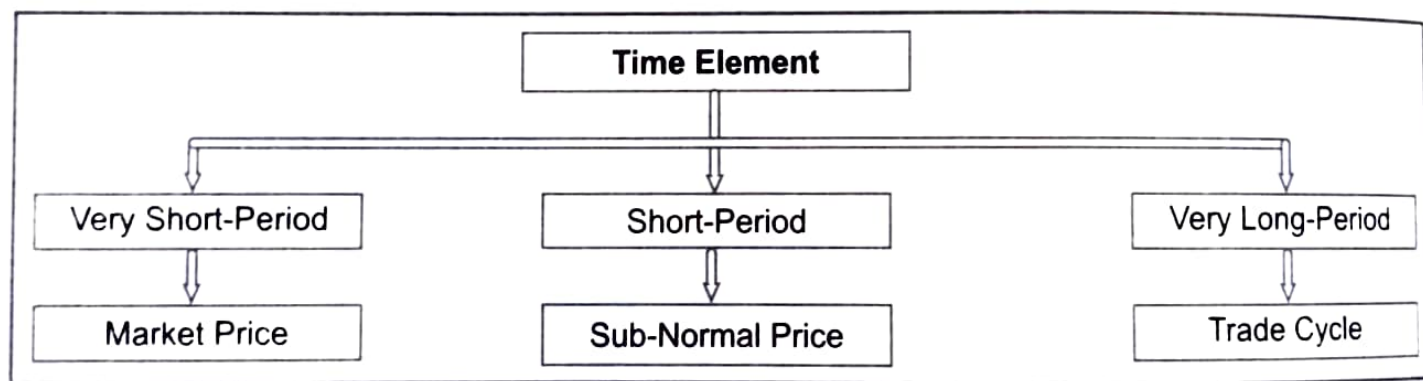 Time Element
Very Short-Period
Short-Period
Very Long-Period
Market Price
Sub-Normal Price
Trade Cycle